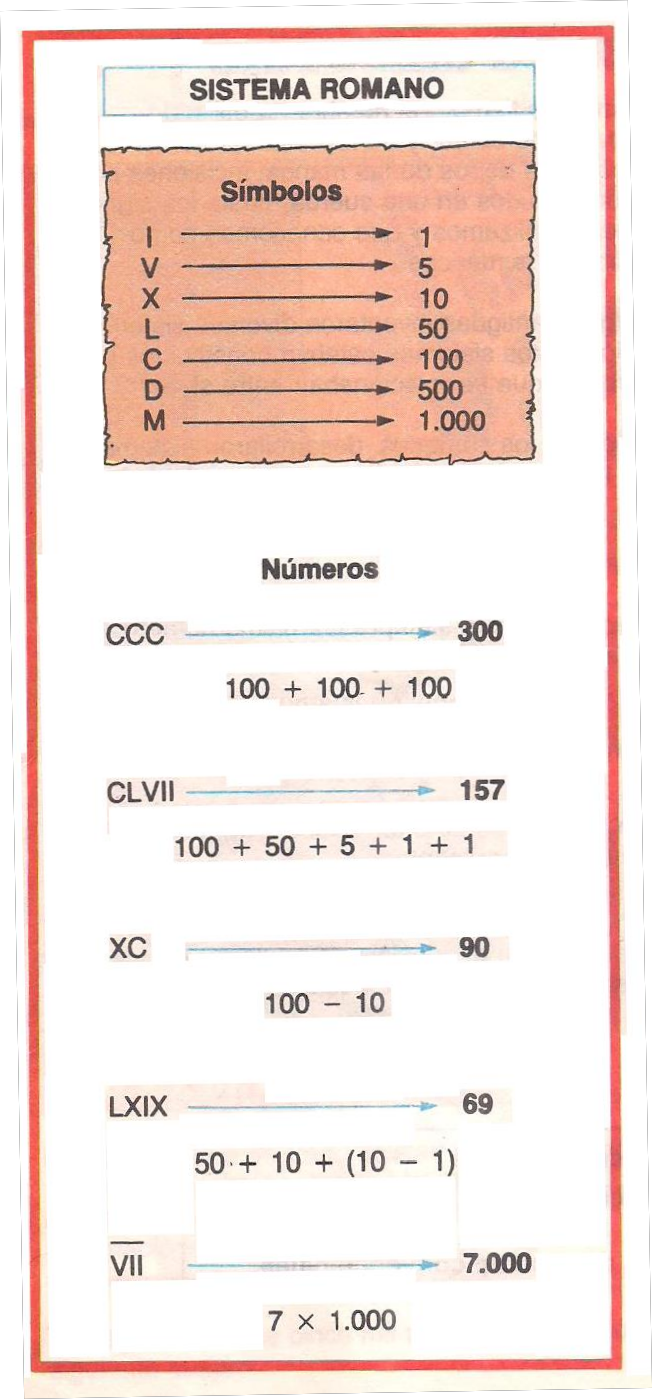 SISTEMA ROMANO
Símbolos
I 1
V 5
X 10
L 50
C 100
D 500
M 1.000
Números
CCC 300
100 + 100 + 100
CLVII 157
100 + 50 + 5 + 1 + 1
XC 90
100 − 10
LXIX 69
50 + 10 + (10 − 1)
V̅I̅I̅ 7.000
7 × 1.000